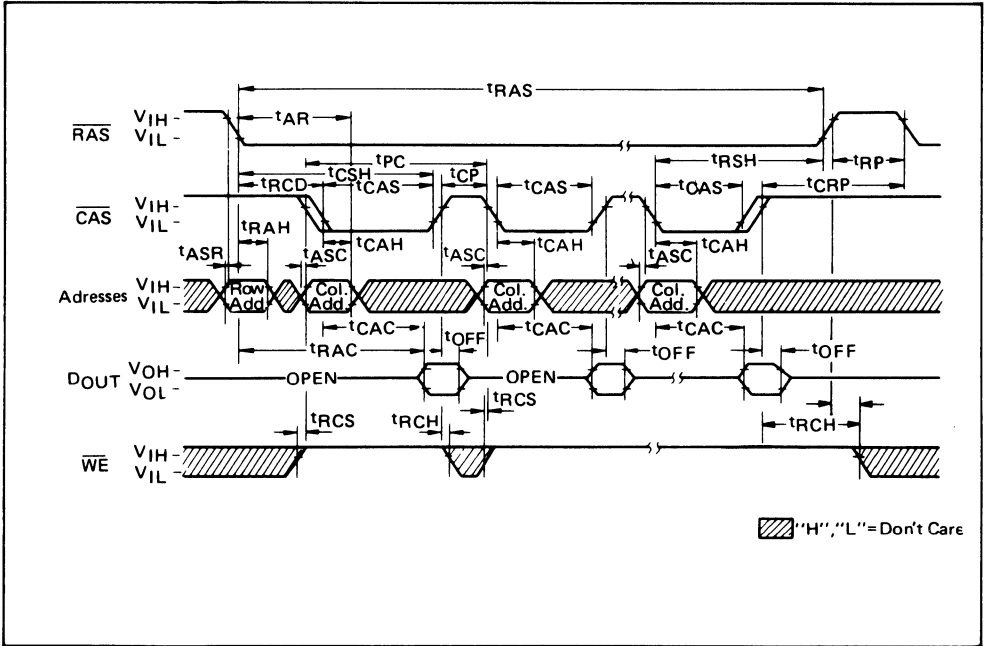 tRAS
tAR
RAS VIH
VIL
tPC
tRSH
tRP
tCSH
tRCD tCAS tCP tCAS tCAS tCRP
CAS VIH
VIL
tRAH tCAH tCAH tCAH
tASR tASC tASC tASC
Adresses VIH
VIL
Row Add. Col. Add. Col. Add. Col. Add.
tCAC tCAC tCAC
tRAC tOFF tOFF tOFF
DOUT VOH
VOL
OPEN OPEN
tRCS tRCH tRCS tRCH
WE VIH
VIL
"H","L"=Don't Care